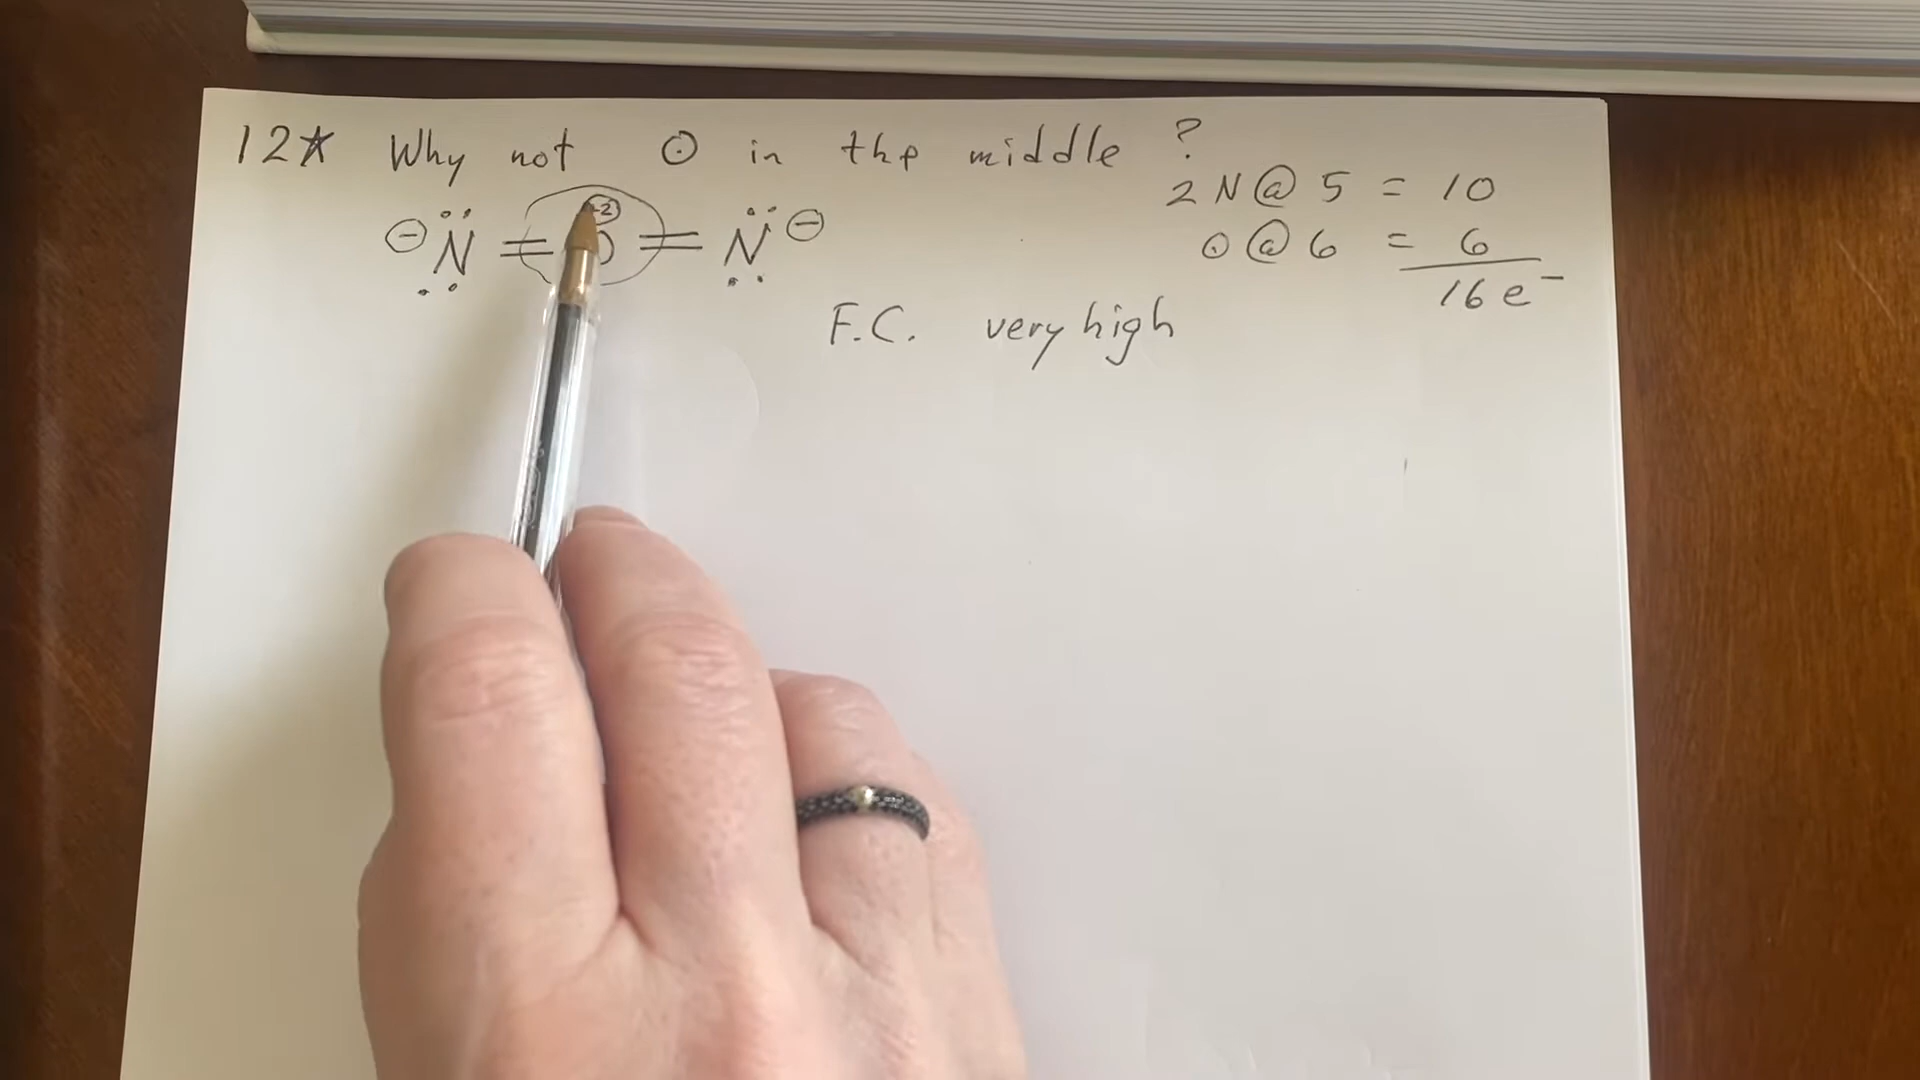 12★ Why not O in the middle ?
⊖ N = O = N ⊖
2 N @ 5 = 10
O @ 6 = 6
16 e⁻
F.C. very high